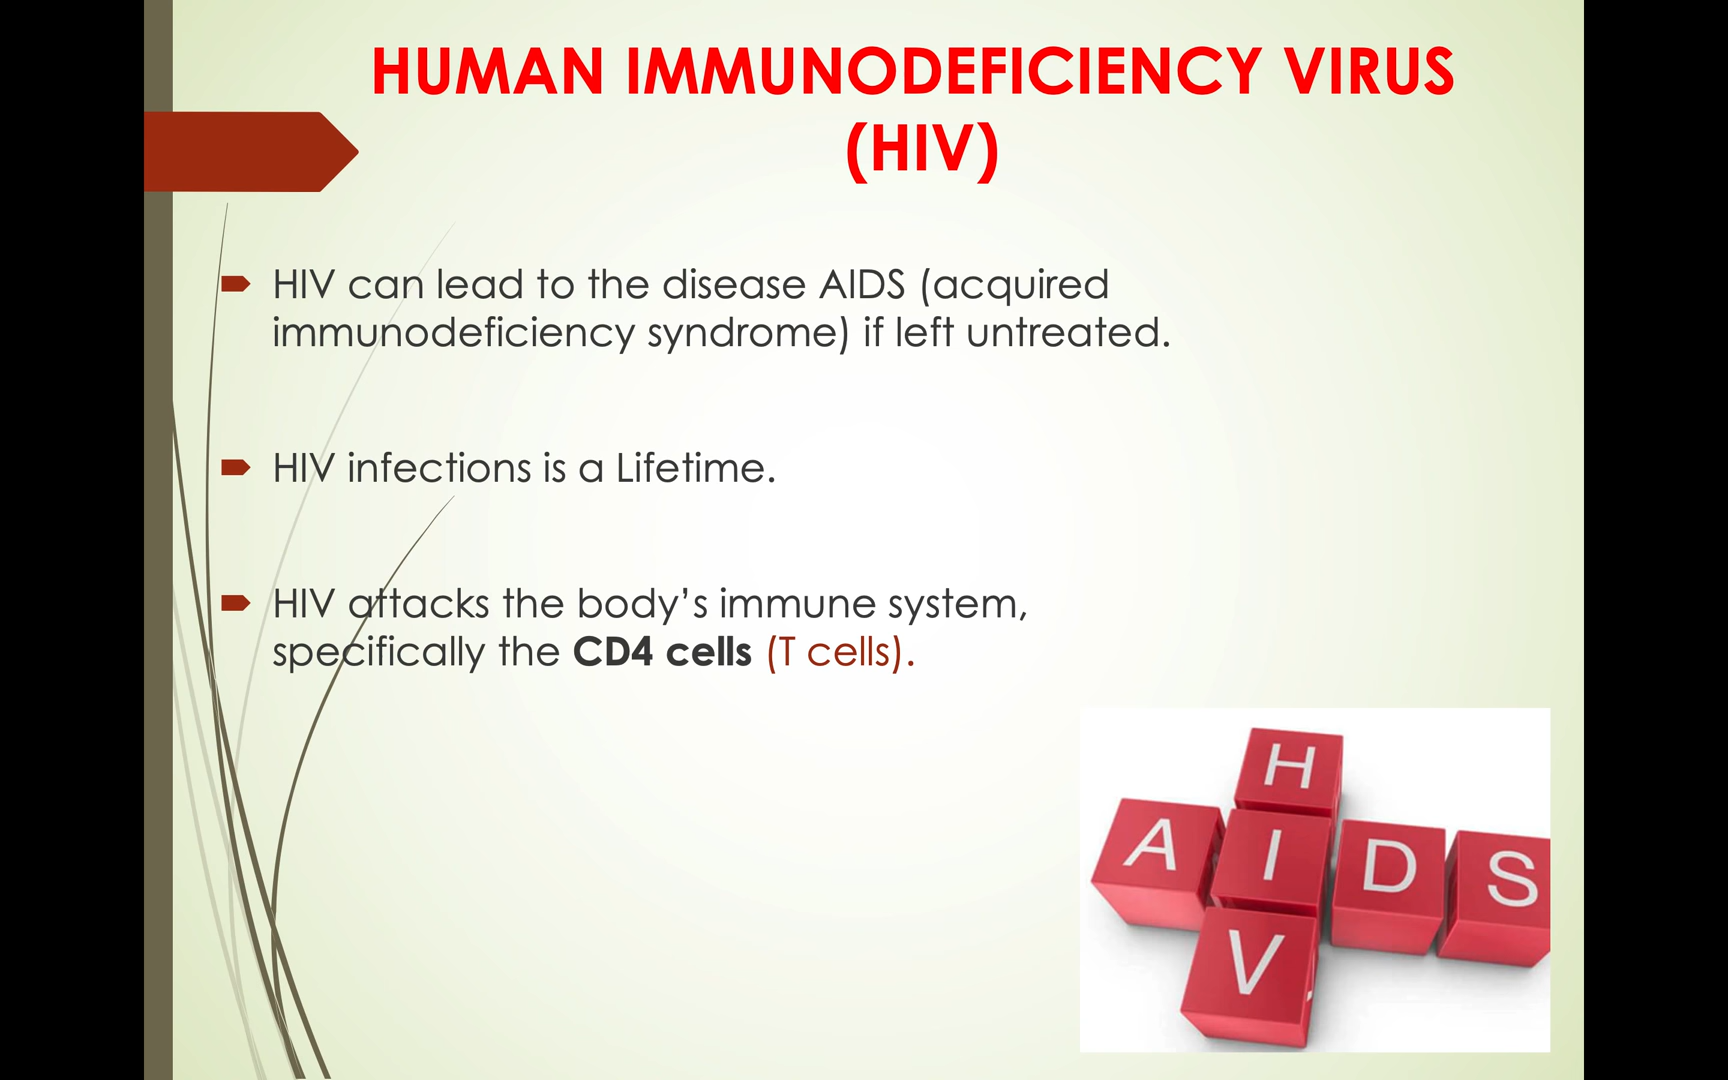 HUMAN IMMUNODEFICIENCY VIRUS
(HIV)
HIV can lead to the disease AIDS (acquired
immunodeficiency syndrome) if left untreated.
HIV infections is a Lifetime.
HIV attacks the body’s immune system,
specifically the CD4 cells (T cells).
H
A I D S
V